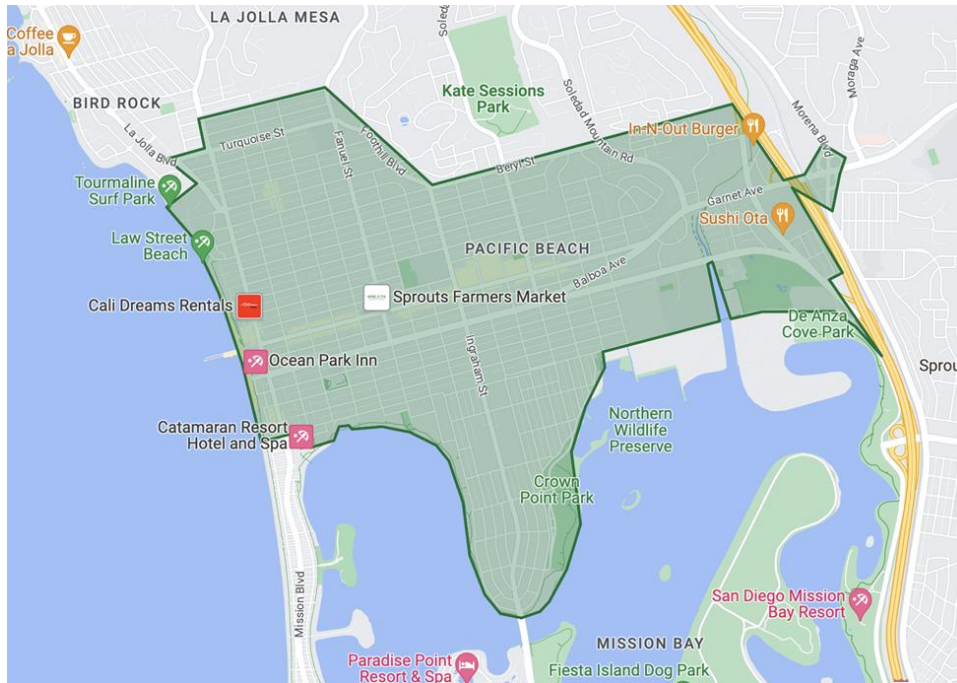 LA JOLLA MESA
Coffee
a Jolla
BIRD ROCK
La Jolla Blvd
Turquoise St
Fanuel St
Foothill Blvd
Kate Sessions
Park
Soledad Mountain Rd
Beryl St
In-N-Out Burger
Morena Blvd
Moraga Ave
Tourmaline
Surf Park
Garnet Ave
Sushi Ota
Law Street
Beach
PACIFIC BEACH
Balboa Ave
Cali Dreams Rentals
Sprouts Farmers Market
De Anza
Cove Park
Ocean Park Inn
Ingraham St
Sprou
Catamaran Resort
Hotel and Spa
Northern
Wildlife
Preserve
Crown
Point Park
Mission Blvd
San Diego Mission
Bay Resort
MISSION BAY
Paradise Point
Resort & Spa
Fiesta Island Dog Park